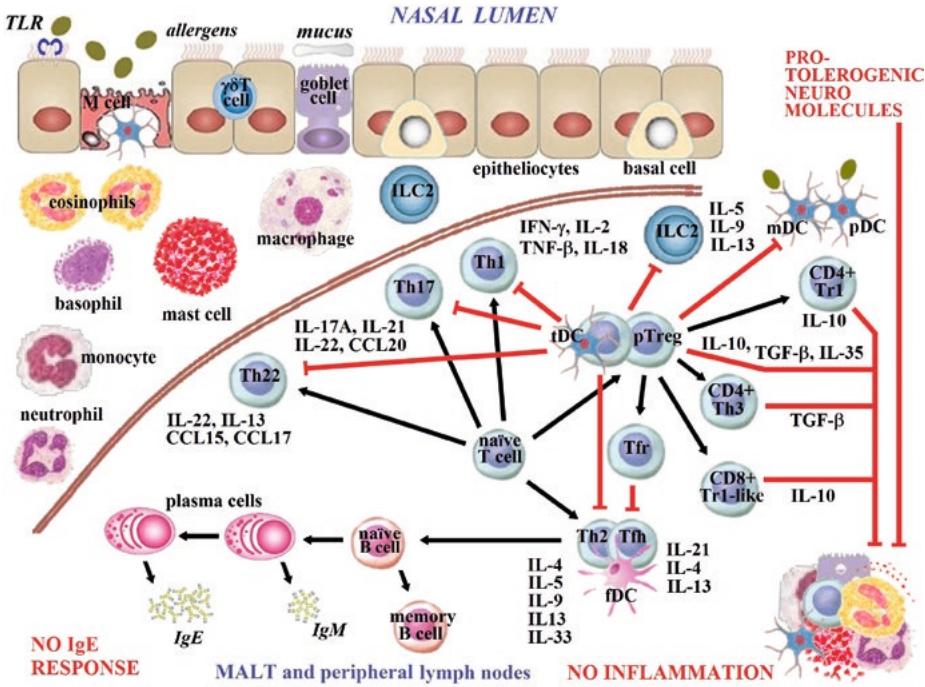 NASAL LUMEN
TLR
allergens
mucus
M cell
γδT
cell
goblet
cell
epitheliocytes
basal cell
PRO-
TOLEROGENIC
NEURO
MOLECULES
eosinophils
macrophage
ILC2
basophil
mast cell
monocyte
neutrophil
IFN-γ, IL-2
TNF-β, IL-18
Th1
Th17
ILC2
IL-5
IL-9
IL-13
mDC
pDC
CD4+
Tr1
IL-10
IL-17A, IL-21
IL-22, CCL20
tDC
pTreg
IL-10,
TGF-β, IL-35
Th22
IL-22, IL-13
CCL15, CCL17
CD4+
Th3
TGF-β
naïve
T cell
Tfr
CD8+
Tr1-like
IL-10
plasma cells
naïve
B cell
Th2
Tfh
fDC
IL-4
IL-5
IL-9
IL13
IL-33
IL-21
IL-4
IL-13
IgE
IgM
memory
B cell
NO IgE
RESPONSE
MALT and peripheral lymph nodes
NO INFLAMMATION